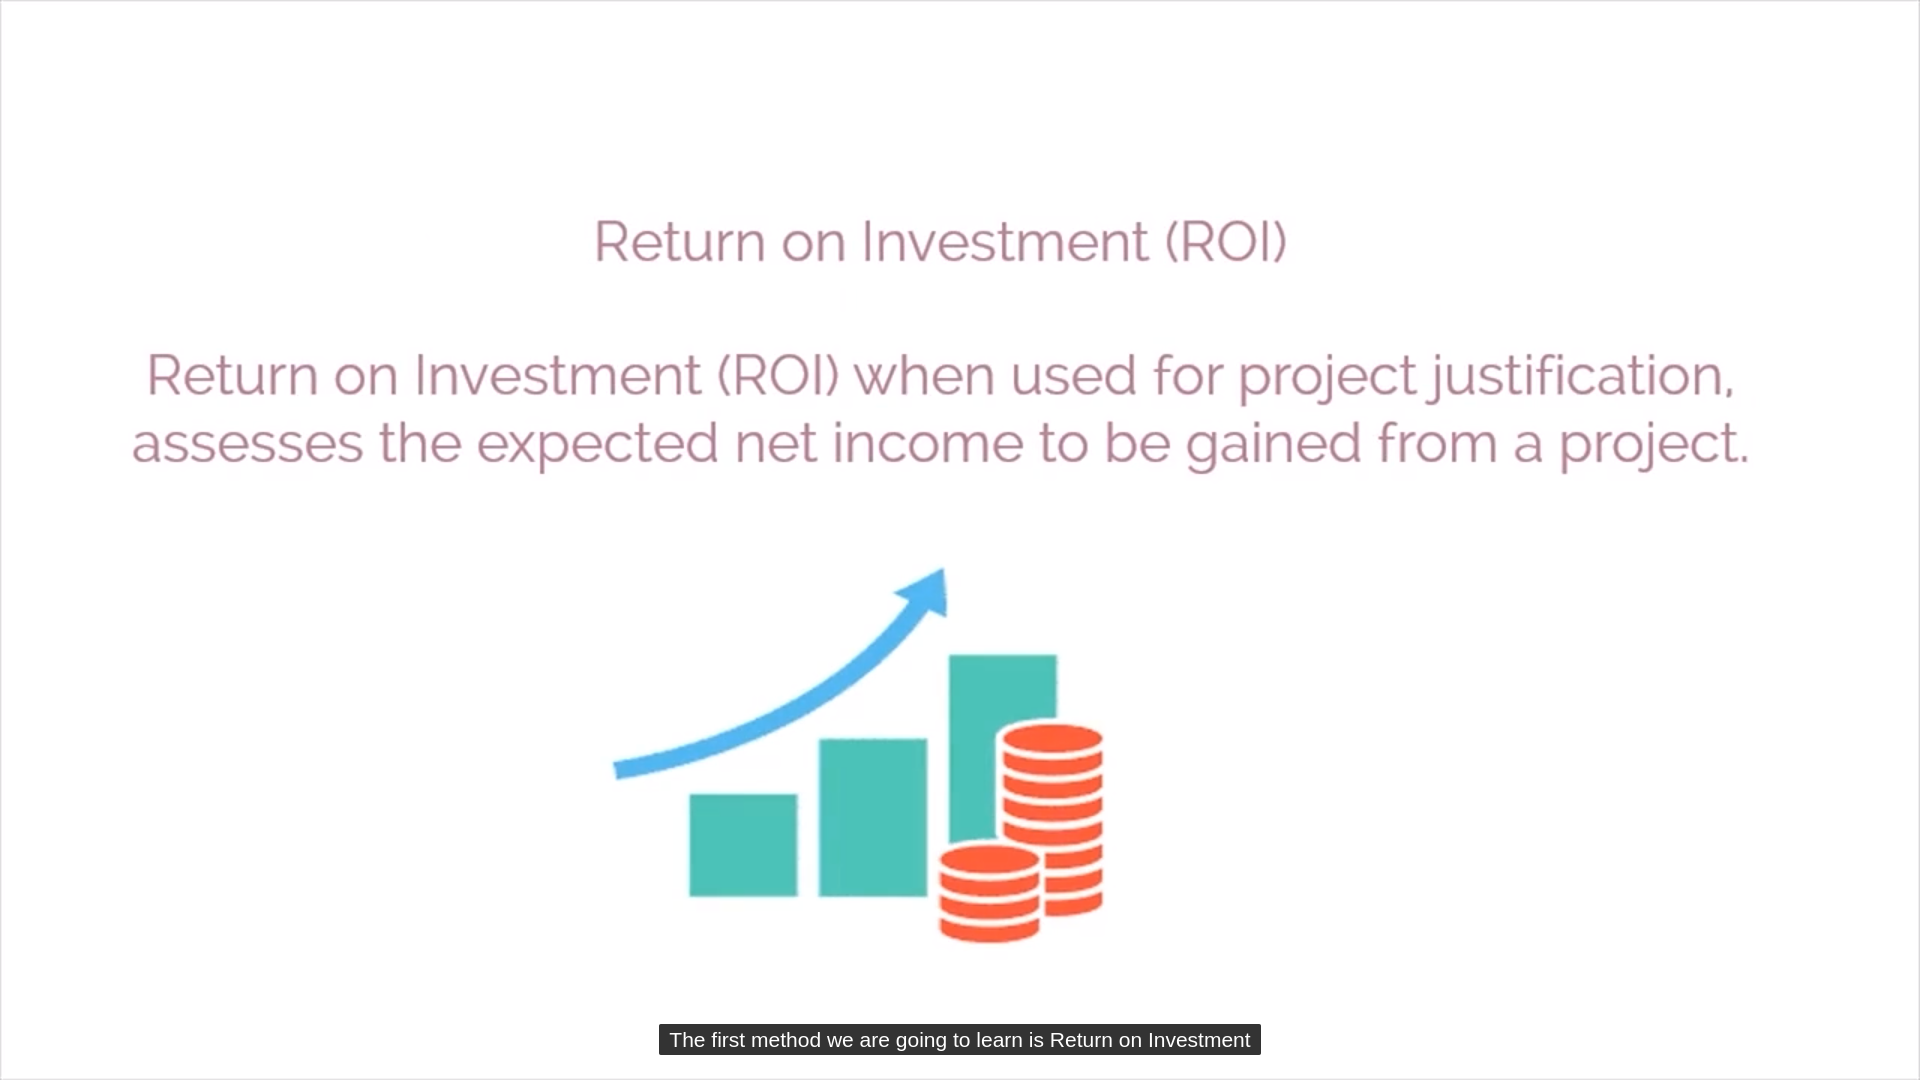 Return on Investment (ROI)
Return on Investment (ROI) when used for project justification,
assesses the expected net income to be gained from a project.
The first method we are going to learn is Return on Investment